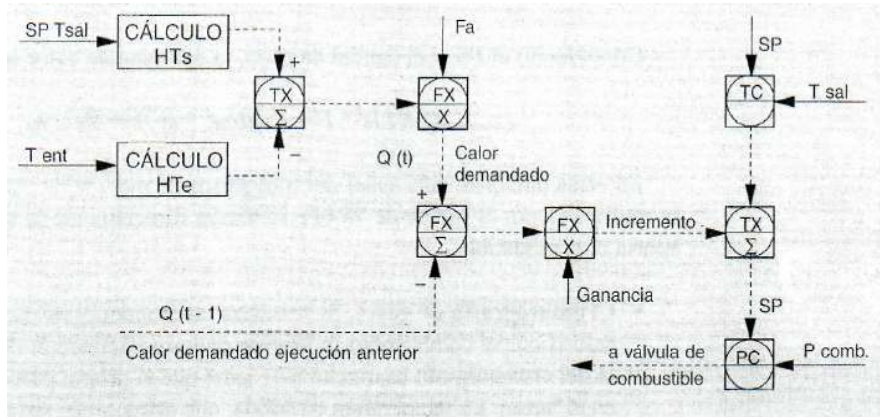 SP Tsal
CÁLCULO
HTs
Fa
SP
+
TX
Σ
FX
X
TC
T sal
T ent
CÁLCULO
HTe
−
Q (t)
Calor
demandado
+
FX
Σ
FX
X
Incremento
TX
Σ
−
Ganancia
SP
Q (t - 1)
Calor demandado ejecución anterior
a válvula de
combustible
PC
P comb.